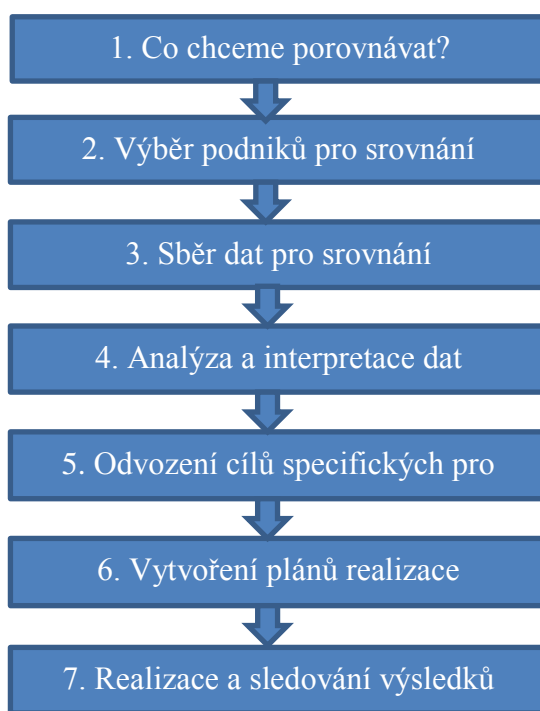 1. Co chceme porovnávat?
2. Výběr podniků pro srovnání
3. Sběr dat pro srovnání
4. Analýza a interpretace dat
5. Odvození cílů specifických pro
6. Vytvoření plánů realizace
7. Realizace a sledování výsledků